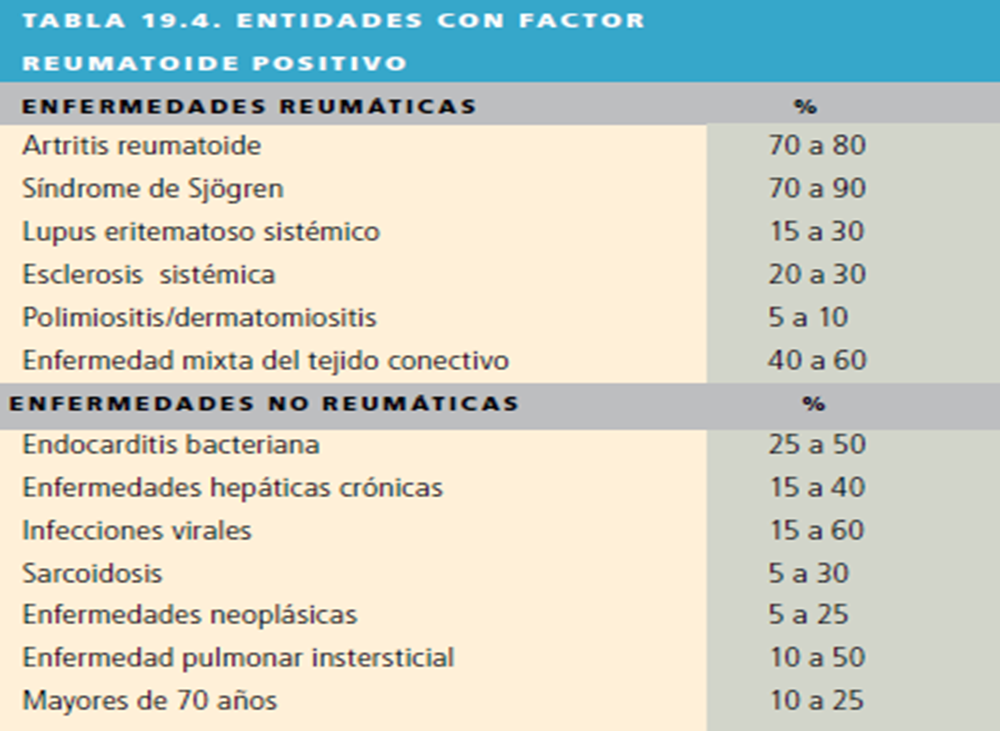 TABLA 19.4. ENTIDADES CON FACTOR
REUMATOIDE POSITIVO
ENFERMEDADES REUMÁTICAS %
Artritis reumatoide 70 a 80
Síndrome de Sjögren 70 a 90
Lupus eritematoso sistémico 15 a 30
Esclerosis sistémica 20 a 30
Polimiositis/dermatomiositis 5 a 10
Enfermedad mixta del tejido conectivo 40 a 60
ENFERMEDADES NO REUMÁTICAS %
Endocarditis bacteriana 25 a 50
Enfermedades hepáticas crónicas 15 a 40
Infecciones virales 15 a 60
Sarcoidosis 5 a 30
Enfermedades neoplásicas 5 a 25
Enfermedad pulmonar instersticial 10 a 50
Mayores de 70 años 10 a 25